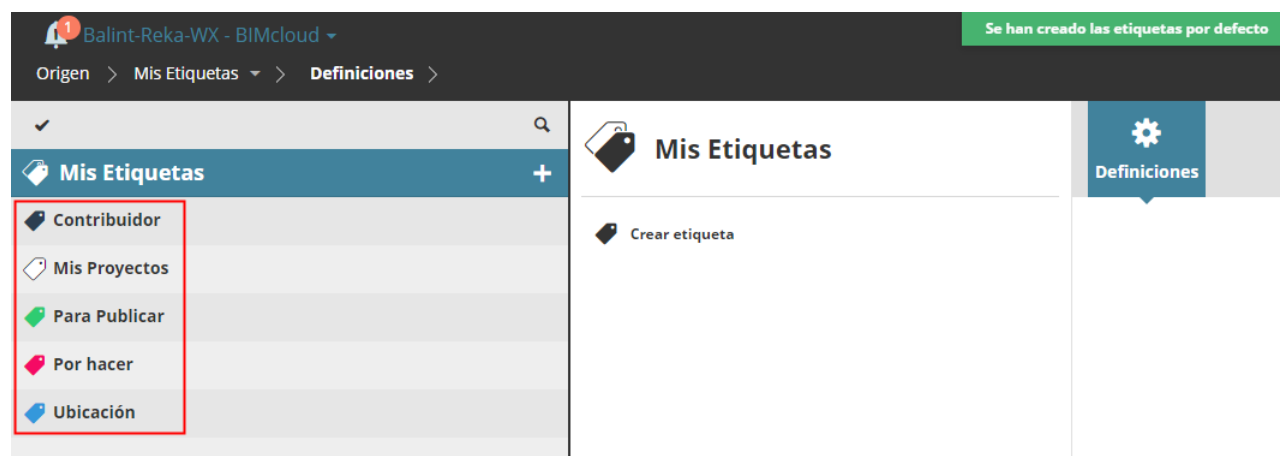 1
Balint-Reka-WX - BIMcloud
Se han creado las etiquetas por defecto
Origen > Mis Etiquetas > Definiciones >
Mis Etiquetas +
Contribuidor
Mis Proyectos
Para Publicar
Por hacer
Ubicación
Mis Etiquetas
Crear etiqueta
Definiciones